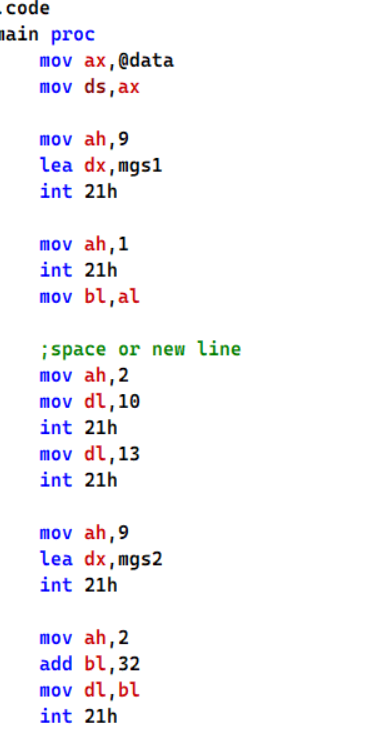 .code
main proc
mov ax,@data
mov ds,ax
mov ah,9
lea dx,mgs1
int 21h
mov ah,1
int 21h
mov bl,al
;space or new line
mov ah,2
mov dl,10
int 21h
mov dl,13
int 21h
mov ah,9
lea dx,mgs2
int 21h
mov ah,2
add bl,32
mov dl,bl
int 21h